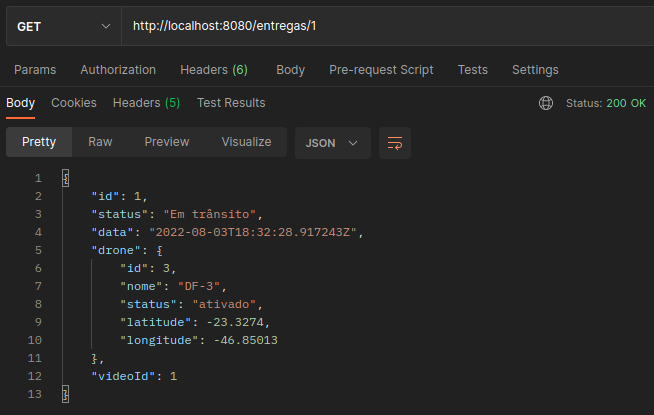 GET http://localhost:8080/entregas/1
Params Authorization Headers (6) Body Pre-request Script Tests Settings
Body Cookies Headers (5) Test Results Status: 200 OK
Pretty Raw Preview Visualize JSON
1 {
2 "id": 1,
3 "status": "Em trânsito",
4 "data": "2022-08-03T18:32:28.917243Z",
5 "drone": {
6 "id": 3,
7 "nome": "DF-3",
8 "status": "ativado",
9 "latitude": -23.3274,
10 "longitude": -46.85013
11 },
12 "videoId": 1
13 }